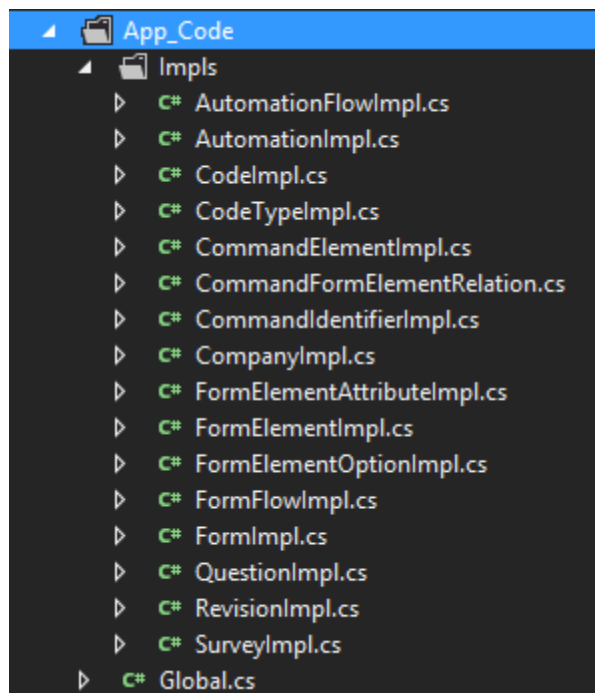 App_Code
Impls
C# AutomationFlowImpl.cs
C# AutomationImpl.cs
C# CodeImpl.cs
C# CodeTypeImpl.cs
C# CommandElementImpl.cs
C# CommandFormElementRelation.cs
C# CommandIdentifierImpl.cs
C# CompanyImpl.cs
C# FormElementAttributeImpl.cs
C# FormElementImpl.cs
C# FormElementOptionImpl.cs
C# FormFlowImpl.cs
C# FormImpl.cs
C# QuestionImpl.cs
C# RevisionImpl.cs
C# SurveyImpl.cs
C# Global.cs